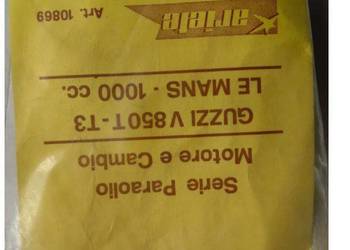 Serie Paraolio
Motore e Cambio
GUZZI V 850 T - T3
LE MANS - 1000 cc.
ariete
Art. 10869